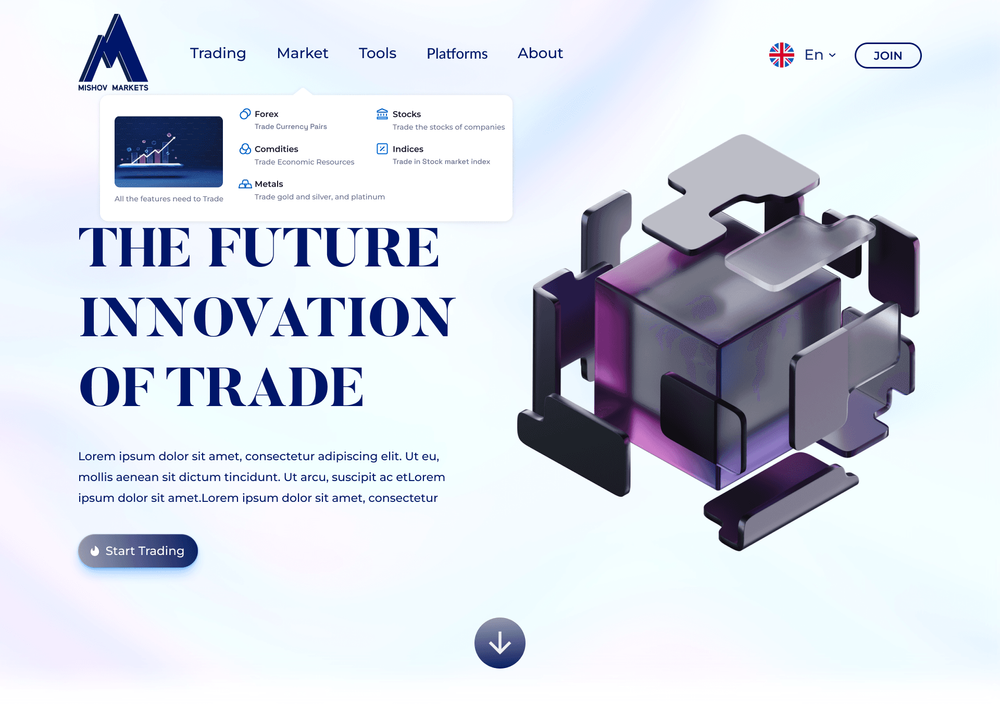 MISHOV MARKETS
Trading
Market
Tools
Platforms
About
En
JOIN
Forex
Trade Currency Pairs
Stocks
Trade the stocks of companies
Comdities
Trade Economic Resources
Indices
Trade in Stock market index
Metals
Trade gold and silver, and platinum
All the features need to Trade
THE FUTURE
INNOVATION
OF TRADE
Lorem ipsum dolor sit amet, consectetur adipiscing elit. Ut eu,
mollis aenean sit dictum tincidunt. Ut arcu, suscipit ac etLorem
ipsum dolor sit amet.Lorem ipsum dolor sit amet, consectetur
Start Trading